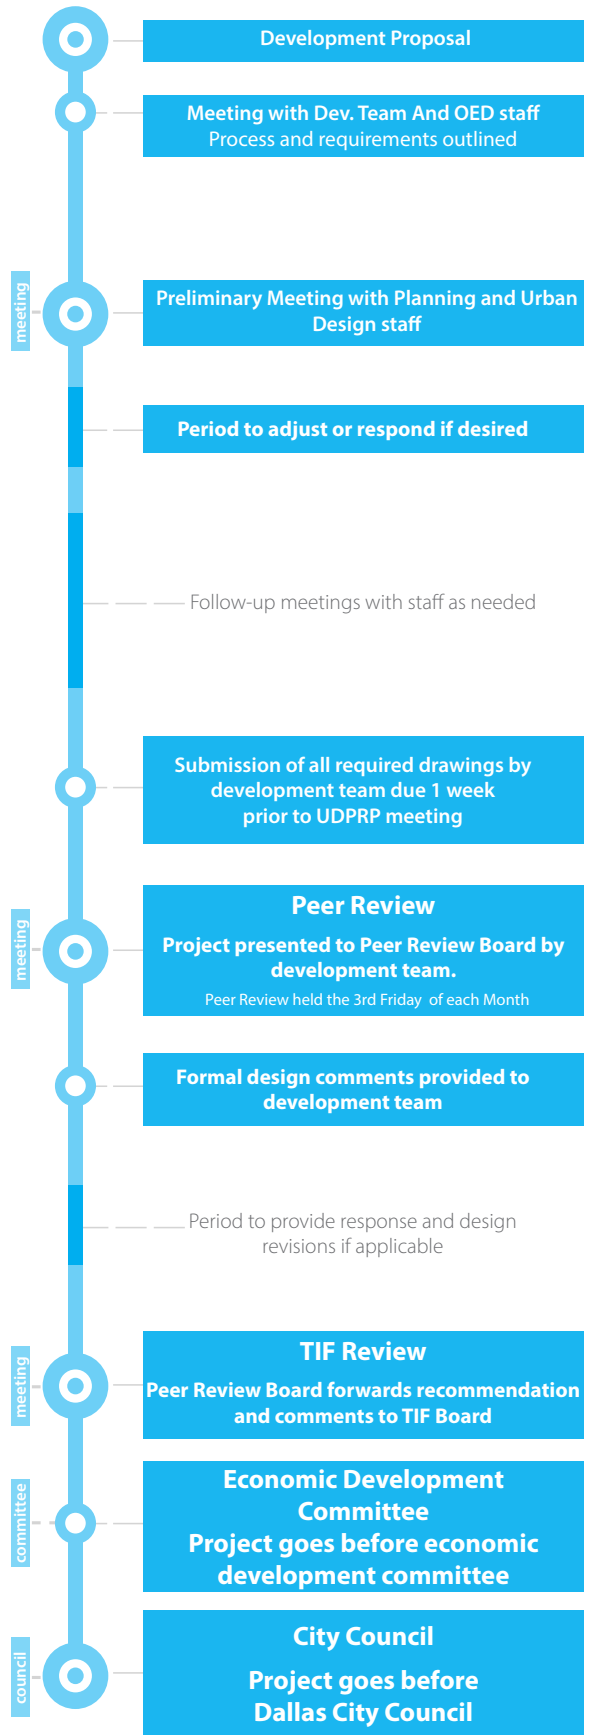 Development Proposal
Meeting with Dev. Team And OED staff
Process and requirements outlined
meeting
Preliminary Meeting with Planning and Urban
Design staff
Period to adjust or respond if desired
Follow-up meetings with staff as needed
Submission of all required drawings by
development team due 1 week
prior to UDPRP meeting
meeting
Peer Review
Project presented to Peer Review Board by
development team.
Peer Review held the 3rd Friday of each Month
Formal design comments provided to
development team
Period to provide response and design
revisions if applicable
meeting
TIF Review
Peer Review Board forwards recommendation
and comments to TIF Board
committee
Economic Development
Committee
Project goes before economic
development committee
council
City Council
Project goes before
Dallas City Council